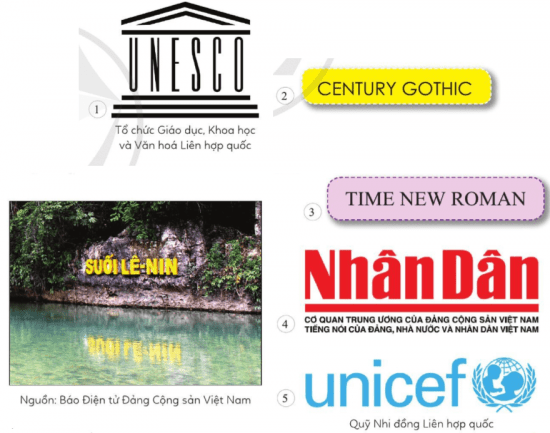 UNESCO
1
Tổ chức Giáo dục, Khoa học
và Văn hoá Liên hợp quốc
2
CENTURY GOTHIC
3
TIME NEW ROMAN
SUỐI LÊ-NIN
Nguồn: Báo Điện tử Đảng Cộng sản Việt Nam
Nhân Dân
4
CƠ QUAN TRUNG ƯƠNG CỦA ĐẢNG CỘNG SẢN VIỆT NAM
TIẾNG NÓI CỦA ĐẢNG, NHÀ NƯỚC VÀ NHÂN DÂN VIỆT NAM
5
unicef
Quỹ Nhi đồng Liên hợp quốc